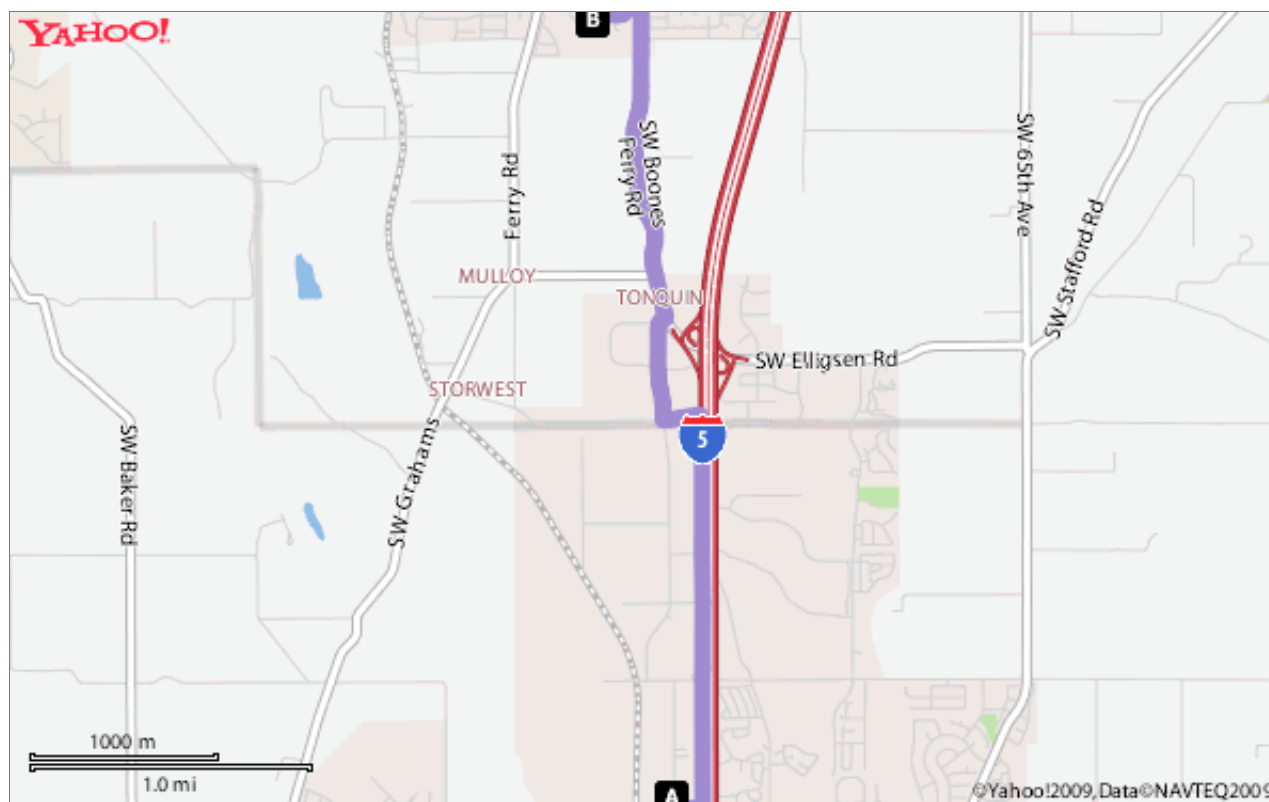 YAHOO!
B
SW Boones
Ferry Rd
Ferry Rd
SW 65th Ave
SW Stafford Rd
MULLOY
TONQUIN
SW Elligsen Rd
STORWEST
5
SW Baker Rd
SW Grahams
1000 m
1.0 mi
A
©Yahoo!2009, Data©NAVTEQ2009